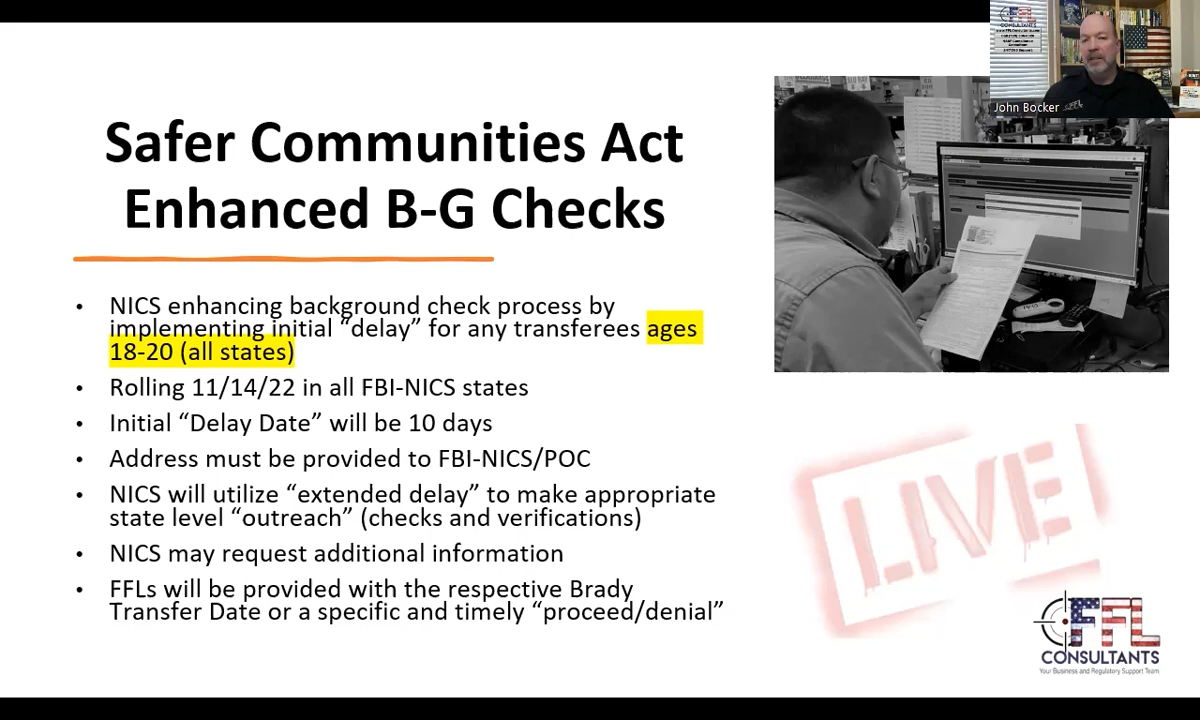 Safer Communities Act
Enhanced B-G Checks
• NICS enhancing background check process by
implementing initial “delay” for any transferees ages
18-20 (all states)
• Rolling 11/14/22 in all FBI-NICS states
• Initial “Delay Date” will be 10 days
• Address must be provided to FBI-NICS/POC
• NICS will utilize “extended delay” to make appropriate
state level “outreach” (checks and verifications)
• NICS may request additional information
• FFLs will be provided with the respective Brady
Transfer Date or a specific and timely “proceed/denial”
John Bocker
LIVE
FFL
CONSULTANTS
Your Business and Regulatory Support Team